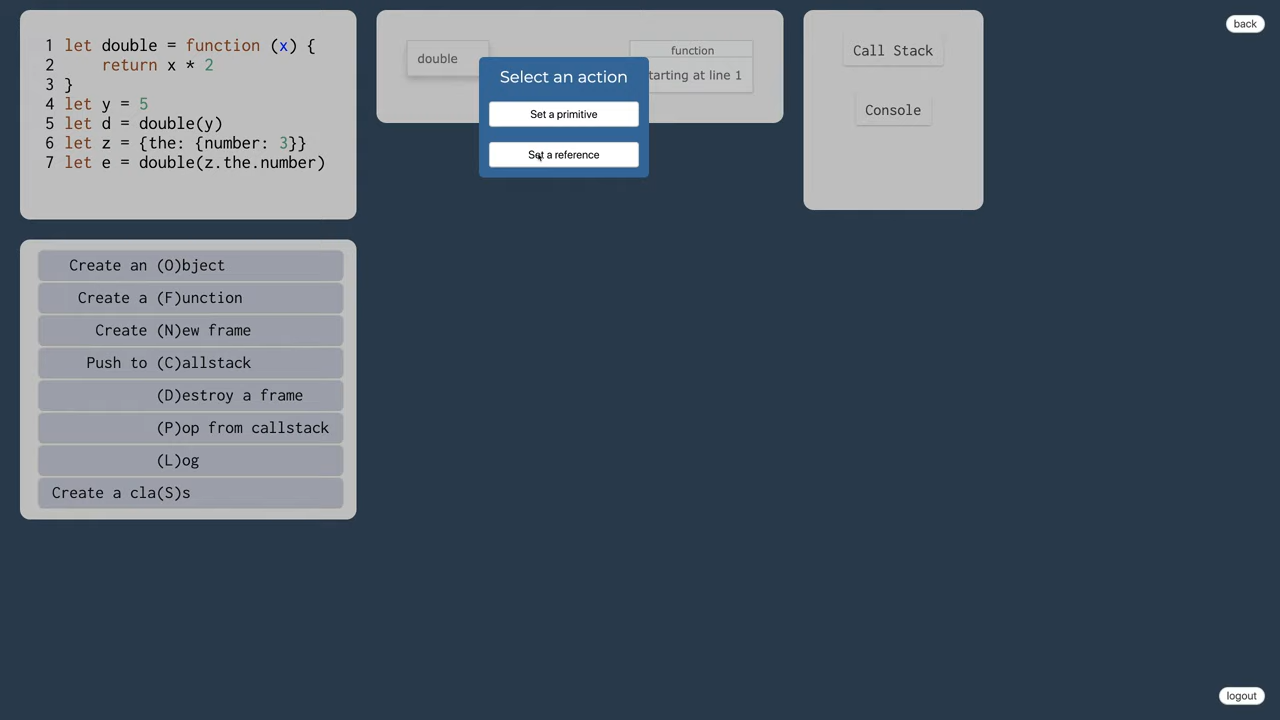 1 let double = function (x) {
2 return x * 2
3 }
4 let y = 5
5 let d = double(y)
6 let z = {the: {number: 3}}
7 let e = double(z.the.number)
Create an (O)bject
Create a (F)unction
Create (N)ew frame
Push to (C)allstack
(D)estroy a frame
(P)op from callstack
(L)og
Create a cla(S)s
double
function
tarting at line 1
Select an action
Set a primitive
Set a reference
Call Stack
Console
back
logout